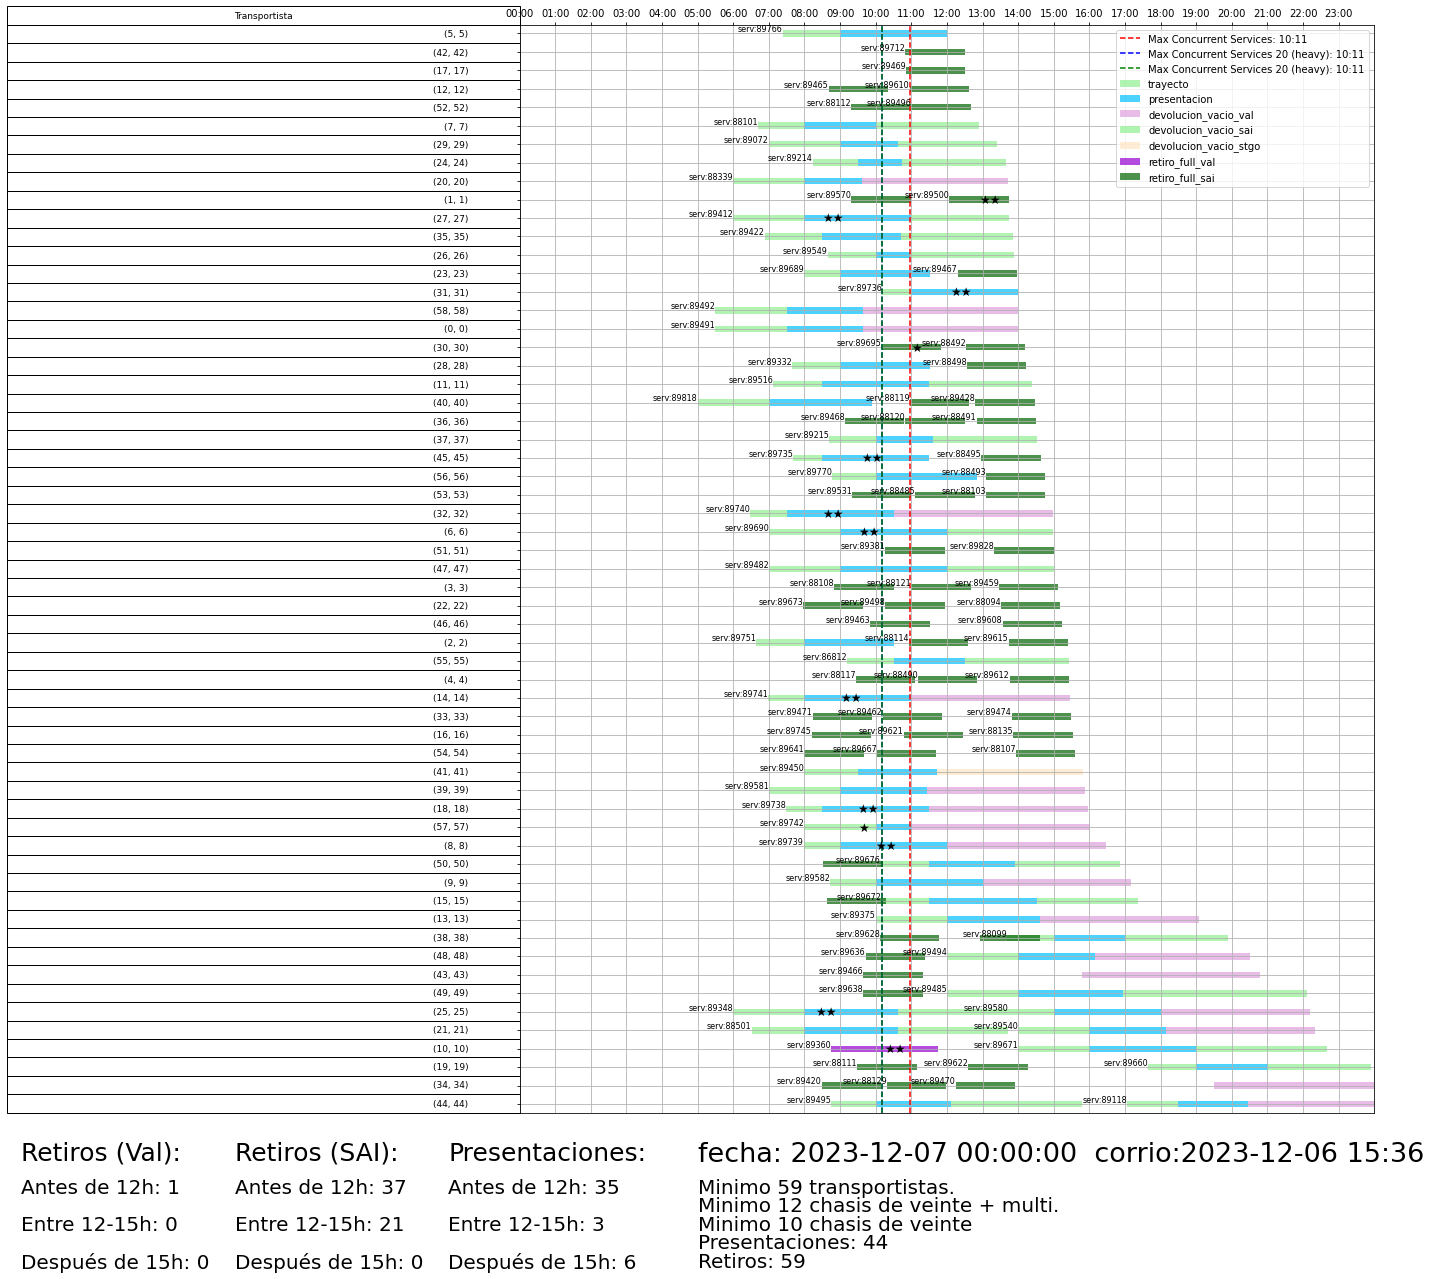 Transportista 00:00 01:00 02:00 03:00 04:00 05:00 06:00 07:00 08:00 09:00 10:00 11:00 12:00 13:00 14:00 15:00 16:00 17:00 18:00 19:00 20:00 21:00 22:00 23:00
(5, 5) serv:89766
Max Concurrent Services: 10:11
(42, 42) serv:89712
Max Concurrent Services 20 (heavy): 10:11
(17, 17) serv:89469
Max Concurrent Services 20 (heavy): 10:11
(12, 12) serv:89465 serv:89610
trayecto
(52, 52) serv:88112 serv:89496
presentacion
(7, 7) serv:88101
devolucion_vacio_val
devolucion_vacio_sai
(29, 29) serv:89072
devolucion_vacio_stgo
(24, 24) serv:89214
retiro_full_val
(20, 20) serv:88339
retiro_full_sai
(1, 1) serv:89570 serv:89500
(27, 27) serv:89412
(35, 35) serv:89422
(26, 26) serv:89549
(23, 23) serv:89689 serv:89467
(31, 31) serv:89736
(58, 58) serv:89492
(0, 0) serv:89491
(30, 30) serv:89695 serv:88492
(28, 28) serv:89332 serv:88498
(11, 11) serv:89516
(40, 40) serv:89818 serv:88119 serv:89428
(36, 36) serv:89468 serv:88120 serv:88491
(37, 37) serv:89215
(45, 45) serv:89735 serv:88495
(56, 56) serv:89770 serv:88493
(53, 53) serv:89531 serv:88485 serv:88103
(32, 32) serv:89740
(6, 6) serv:89690
(51, 51) serv:89381 serv:89828
(47, 47) serv:89482
(3, 3) serv:88108 serv:88121 serv:89459
(22, 22) serv:89673 serv:89498 serv:88094
(46, 46) serv:89463 serv:89608
(2, 2) serv:89751 serv:88114 serv:89615
(55, 55) serv:86812
(4, 4) serv:88117 serv:88490 serv:89612
(14, 14) serv:89741
(33, 33) serv:89471 serv:89462 serv:89474
(16, 16) serv:89745 serv:89621 serv:88135
(54, 54) serv:89641 serv:89667 serv:88107
(41, 41) serv:89450
(39, 39) serv:89581
(18, 18) serv:89738
(57, 57) serv:89742
(8, 8) serv:89739
(50, 50) serv:89676
(9, 9) serv:89582
(15, 15) serv:89672
(13, 13) serv:89375
(38, 38) serv:89628 serv:88099
(48, 48) serv:89636 serv:89494
(43, 43) serv:89466
(49, 49) serv:89638 serv:89485
(25, 25) serv:89348 serv:89580
(21, 21) serv:88501 serv:89540
(10, 10) serv:89360 serv:89671
(19, 19) serv:88111 serv:89622 serv:89660
(34, 34) serv:89420 serv:88129 serv:89470
(44, 44) serv:89495 serv:89118
Retiros (Val): Retiros (SAI): Presentaciones: fecha: 2023-12-07 00:00:00 corrio:2023-12-06 15:36
Antes de 12h: 1 Antes de 12h: 37 Antes de 12h: 35 Minimo 59 transportistas.
Minimo 12 chasis de veinte + multi.
Entre 12-15h: 0 Entre 12-15h: 21 Entre 12-15h: 3 Minimo 10 chasis de veinte
Presentaciones: 44
Después de 15h: 0 Después de 15h: 0 Después de 15h: 6 Retiros: 59